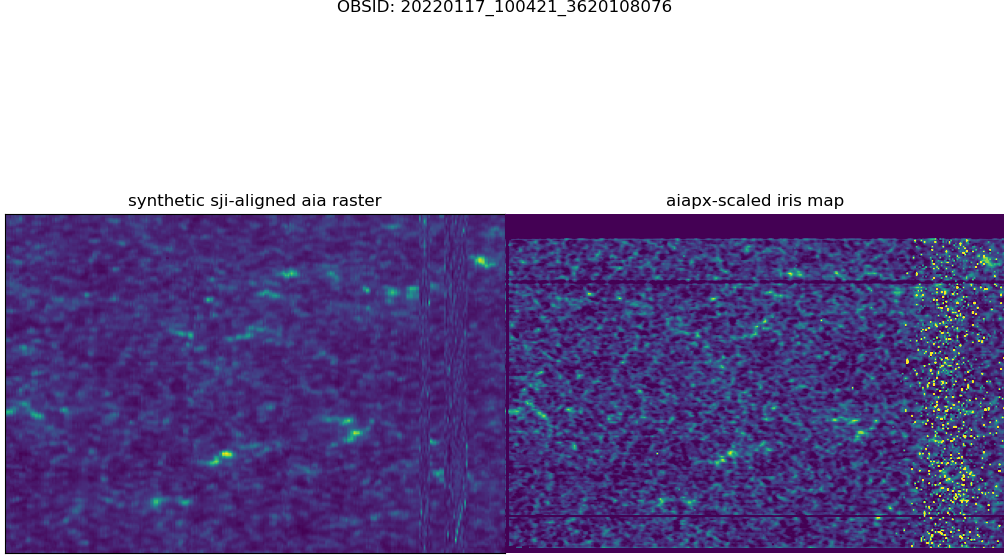 OBSID: 20220117_100421_3620108076
synthetic sji-aligned aia raster
aiapx-scaled iris map